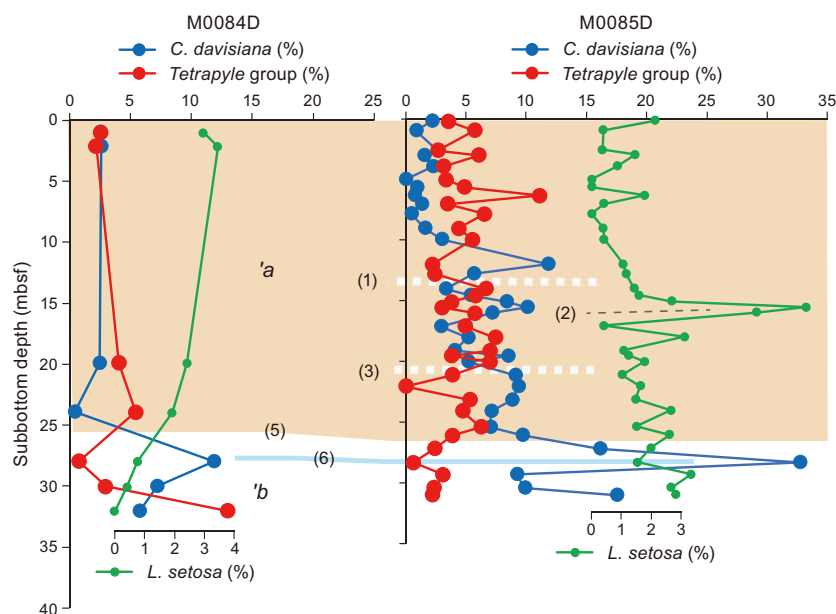 M0084D
C. davisiana (%)
Tetrapyle group (%)
M0085D
C. davisiana (%)
Tetrapyle group (%)
0 5 10 15 20 25
0 5 10 15 20 25 30 35
Subbottom depth (mbsf)
0
5
10
15
20
25
30
35
40
'a
(1)
(2)
(3)
(5)
(6)
'b
0 1 2 3 4
L. setosa (%)
0 1 2 3
L. setosa (%)